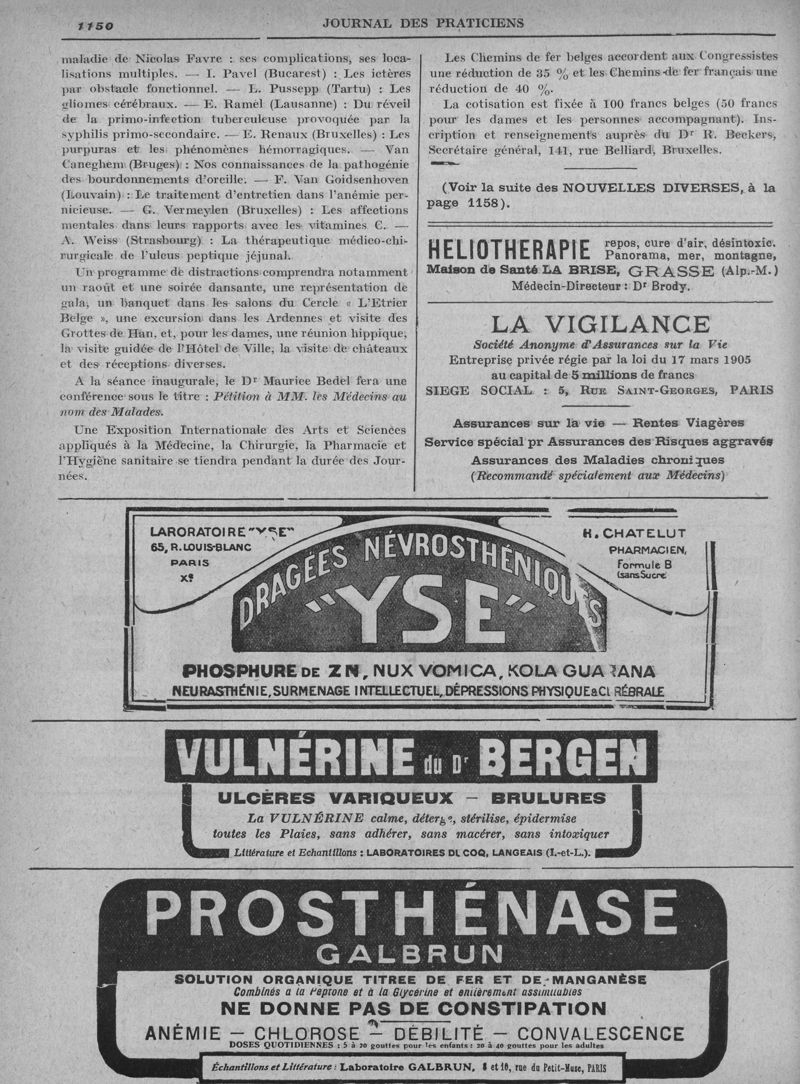 1150
JOURNAL DES PRATICIENS
maladie de Nicolas Favre : ses complications, ses loca-
lisations multiples. — I. Pavel (Bucarest) : Les ictères
par obstacle fonctionnel. — L. Pussepp (Tartu) : Les
gliomes cérébraux. — E. Ramel (Lausanne) : Du réveil
de la primo-infection tuberculeuse provoquée par la
syphilis primo-secondaire. — E. Renaux (Bruxelles) : Les
purpuras et les phénomènes hémorragiques. — Van
Caneghem (Bruges) : Nos connaissances de la pathogénie
des bourdonnements d'oreille. — F. Van Goidsenhoven
(Louvain) : Le traitement d'entretien dans l'anémie per-
nicieuse. — G. Vermeylen (Bruxelles) : Les affections
mentales dans leurs rapports avec les vitamines C. —
A. Weiss (Strasbourg) : La thérapeutique médico-chi-
rurgicale de l'ulcus peptique jéjunal.
Un programme de distractions comprendra notamment
un raoût et une soirée dansante, une représentation de
gala, un banquet dans les salons du Cercle « L'Etrier
Belge », une excursion dans les Ardennes et visite des
Grottes de Han, et, pour les dames, une réunion hippique,
la visite guidée de l'Hôtel de Ville, la visite de châteaux
et des réceptions diverses.
A la séance inaugurale, le Dr Maurice Bedel fera une
conférence sous le titre : Pétition à MM. les Médecins au
nom des Malades.
Une Exposition Internationale des Arts et Sciences
appliqués à la Médecine, la Chirurgie, la Pharmacie et
l'Hygiène sanitaire se tiendra pendant la durée des Jour-
nées.
Les Chemins de fer belges accordent aux Congressistes
une réduction de 35 % et les Chemins de fer français une
réduction de 40 %.
La cotisation est fixée à 100 francs belges (50 francs
pour les dames et les personnes accompagnant). Ins-
cription et renseignements auprès du Dr R. Beckers,
Secrétaire général, 141, rue Belliard, Bruxelles.
(Voir la suite des NOUVELLES DIVERSES, à la
page 1158).
HELIOTHERAPIE repos, cure d'air, désintoxic.
Panorama, mer, montagne,
Maison de Santé LA BRISE, GRASSE (Alp.-M.)
Médecin-Directeur : Dr Brody.
LA VIGILANCE
Société Anonyme d'Assurances sur la Vie
Entreprise privée régie par la loi du 17 mars 1905
au capital de 5 millions de francs
SIEGE SOCIAL : 5, RUE SAINT-GEORGES, PARIS
Assurances sur la vie — Rentes Viagères
Service spécial pr Assurances des Risques aggravés
Assurances des Maladies chroniques
(Recommandé spécialement aux Médecins)
LARORATOIRE "YSE"
65, R. LOUIS-BLANC
PARIS
Xe
H. CHATELUT
PHARMACIEN,
Formule B
(sans Sucre)
DRAGÉES NÉVROSTHÉNIQUES
"YSE"
PHOSPHURE DE ZN, NUX VOMICA, KOLA GUARANA
NEURASTHÉNIE, SURMENAGE INTELLECTUEL, DÉPRESSIONS PHYSIQUE & CÉRÉBRALE
VULNÉRINE du Dr BERGEN
ULCÈRES VARIQUEUX — BRULURES
La VULNÉRINE calme, déterge, stérilise, épidermise
toutes les Plaies, sans adhérer, sans macérer, sans intoxiquer
Littérature et Echantillons : LABORATOIRES DU COQ, LANGEAIS (I.-et-L.).
PROSTHÉNASE
GALBRUN
SOLUTION ORGANIQUE TITREE DE FER ET DE MANGANÈSE
Combinés à la Peptone et à la Glycérine et entièrement assimilables
NE DONNE PAS DE CONSTIPATION
ANÉMIE — CHLOROSE — DÉBILITÉ — CONVALESCENCE
DOSES QUOTIDIENNES : 5 à 20 gouttes pour les enfants : 20 à 40 gouttes pour les adultes
Échantillons et Littérature : Laboratoire GALBRUN, 8 et 10, rue du Petit-Musc, PARIS